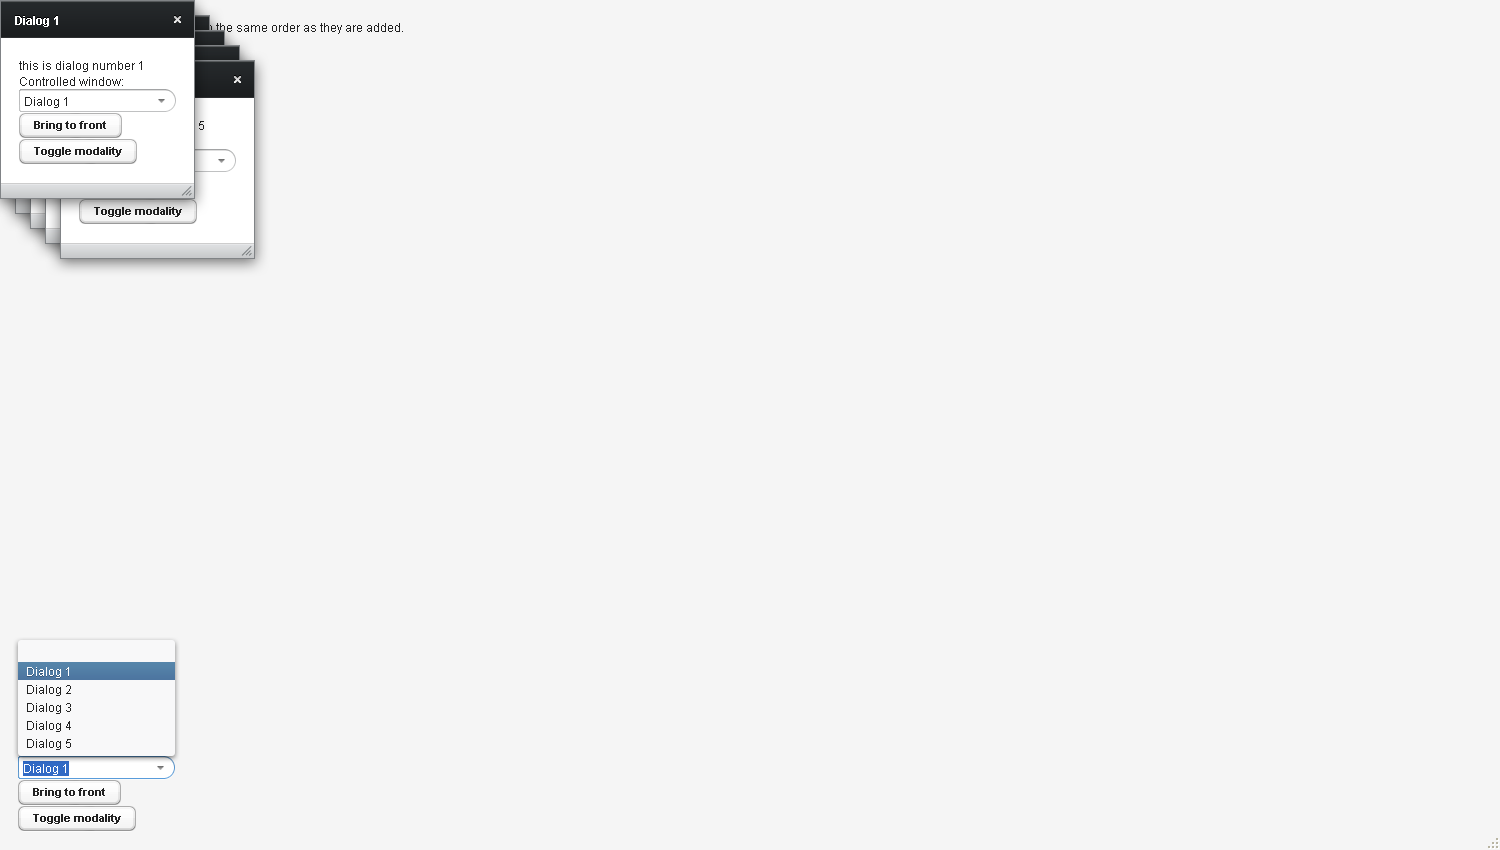 Dialog 1
the same order as they are added.
this is dialog number 1
Controlled window:
Dialog 1
Bring to front
5
Toggle modality
Toggle modality
Dialog 1
Dialog 2
Dialog 3
Dialog 4
Dialog 5
Dialog 1
Bring to front
Toggle modality